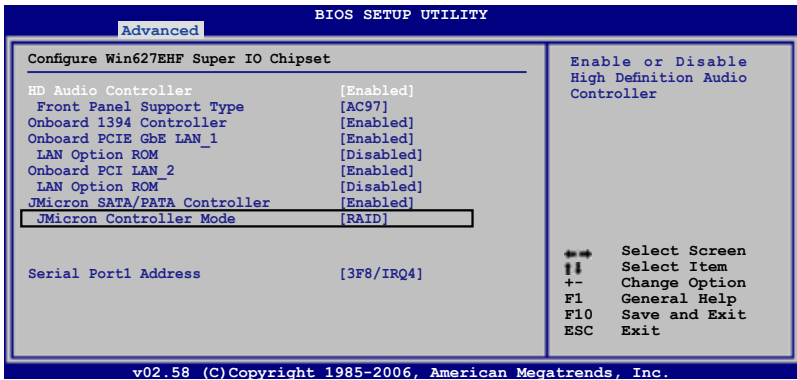 BIOS SETUP UTILITY
Advanced
Configure Win627EHF Super IO Chipset
HD Audio Controller [Enabled]
Front Panel Support Type [AC97]
Onboard 1394 Controller [Enabled]
Onboard PCIE GbE LAN_1 [Enabled]
LAN Option ROM [Disabled]
Onboard PCI LAN_2 [Enabled]
LAN Option ROM [Disabled]
JMicron SATA/PATA Controller [Enabled]
JMicron Controller Mode [RAID]
Serial Port1 Address [3F8/IRQ4]
Enable or Disable
High Definition Audio
Controller
←→ Select Screen
↑↓ Select Item
+- Change Option
F1 General Help
F10 Save and Exit
ESC Exit
v02.58 (C)Copyright 1985-2006, American Megatrends, Inc.